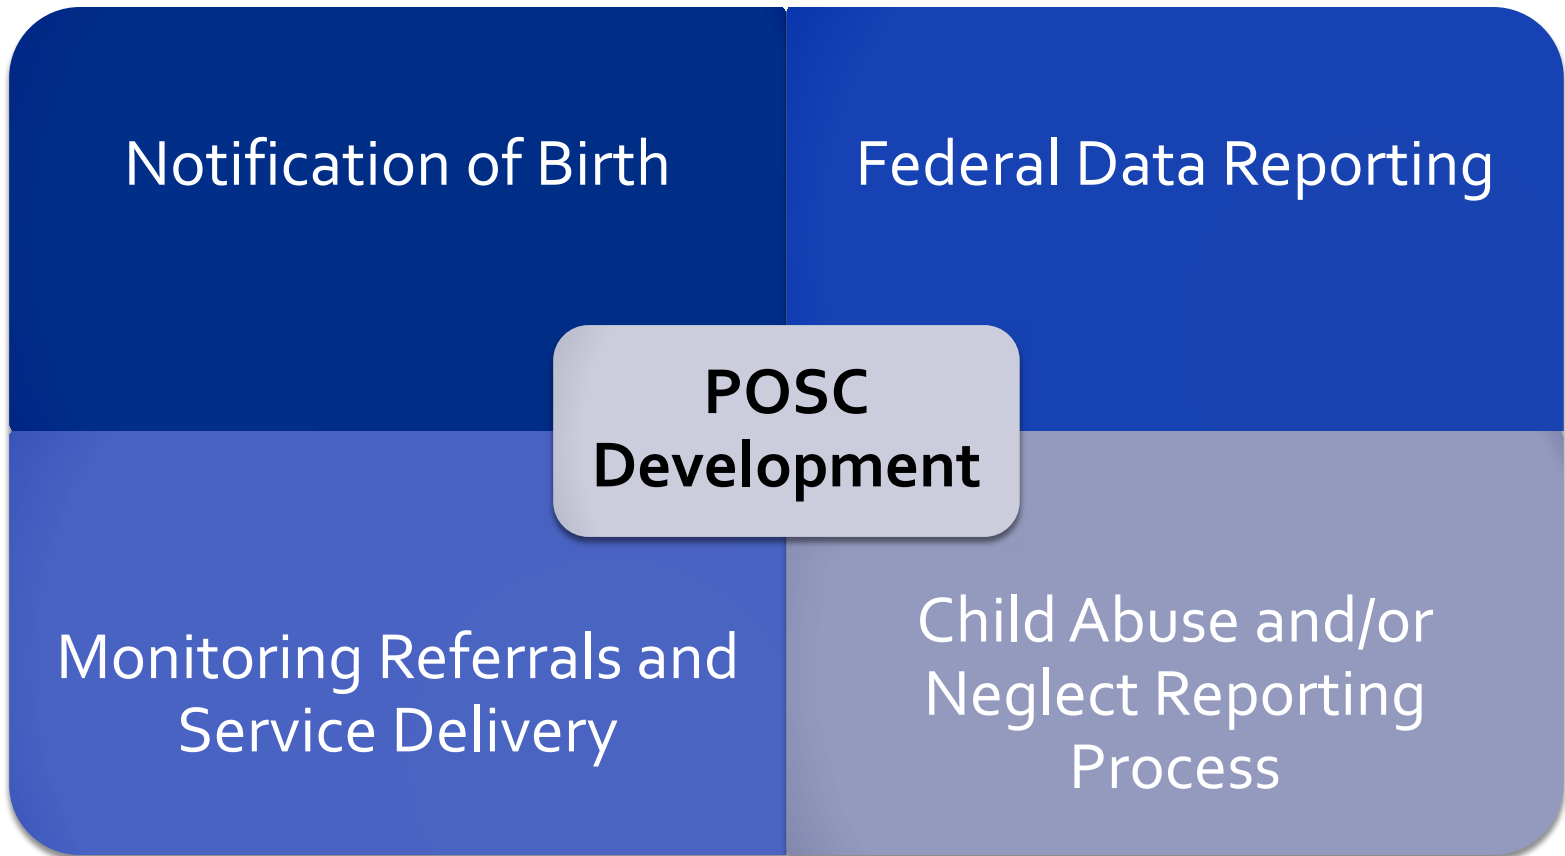 Notification of Birth
Federal Data Reporting
POSC
Development
Monitoring Referrals and
Service Delivery
Child Abuse and/or
Neglect Reporting
Process